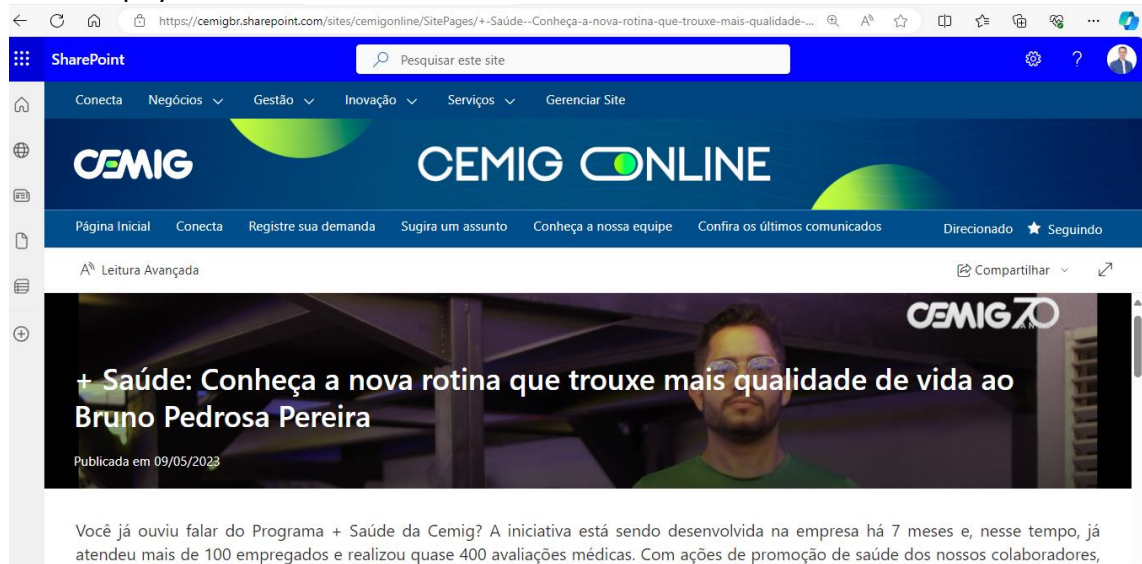 https://cemigbr.sharepoint.com/sites/cemigonline/SitePages/+-Saúde--Conheça-a-nova-rotina-que-trouxe-mais-qualidade-...
SharePoint
Pesquisar este site
Conecta Negócios Gestão Inovação Serviços Gerenciar Site
CEMIG CEMIG ONLINE
Página Inicial Conecta Registre sua demanda Sugira um assunto Conheça a nossa equipe Confira os últimos comunicados Direcionado Seguindo
Leitura Avançada Compartilhar
CEMIG 70
+ Saúde: Conheça a nova rotina que trouxe mais qualidade de vida ao
Bruno Pedrosa Pereira
Publicada em 09/05/2023
Você já ouviu falar do Programa + Saúde da Cemig? A iniciativa está sendo desenvolvida na empresa há 7 meses e, nesse tempo, já
atendeu mais de 100 empregados e realizou quase 400 avaliações médicas. Com ações de promoção de saúde dos nossos colaboradores,